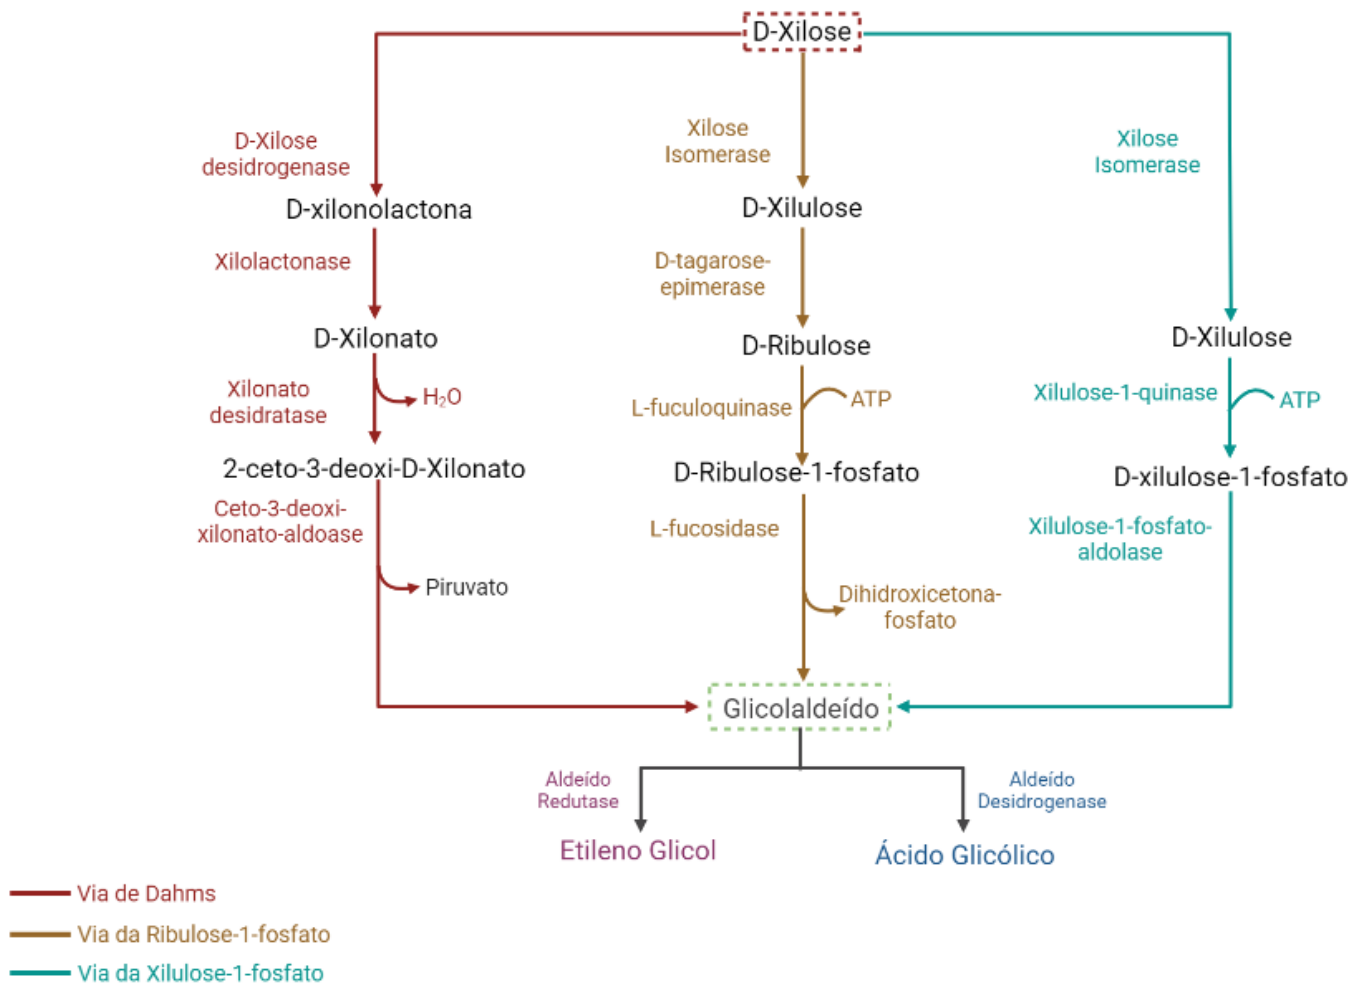 D-Xilose
D-Xilose
desidrogenase
Xilose
Isomerase
Xilose
Isomerase
D-xilonolactona
D-Xilulose
Xilolactonase
D-tagarose-
epimerase
D-Xilonato
D-Ribulose
D-Xilulose
Xilonato
desidratase
H₂O
L-fuculoquinase
ATP
Xilulose-1-quinase
ATP
2-ceto-3-deoxi-D-Xilonato
D-Ribulose-1-fosfato
D-xilulose-1-fosfato
Ceto-3-deoxi-
xilonato-aldoase
L-fucosidase
Xilulose-1-fosfato-
aldolase
Piruvato
Dihidroxicetona-
fosfato
Glicolaldeído
Aldeído
Redutase
Aldeído
Desidrogenase
Etileno Glicol
Ácido Glicólico
Via de Dahms
Via da Ribulose-1-fosfato
Via da Xilulose-1-fosfato